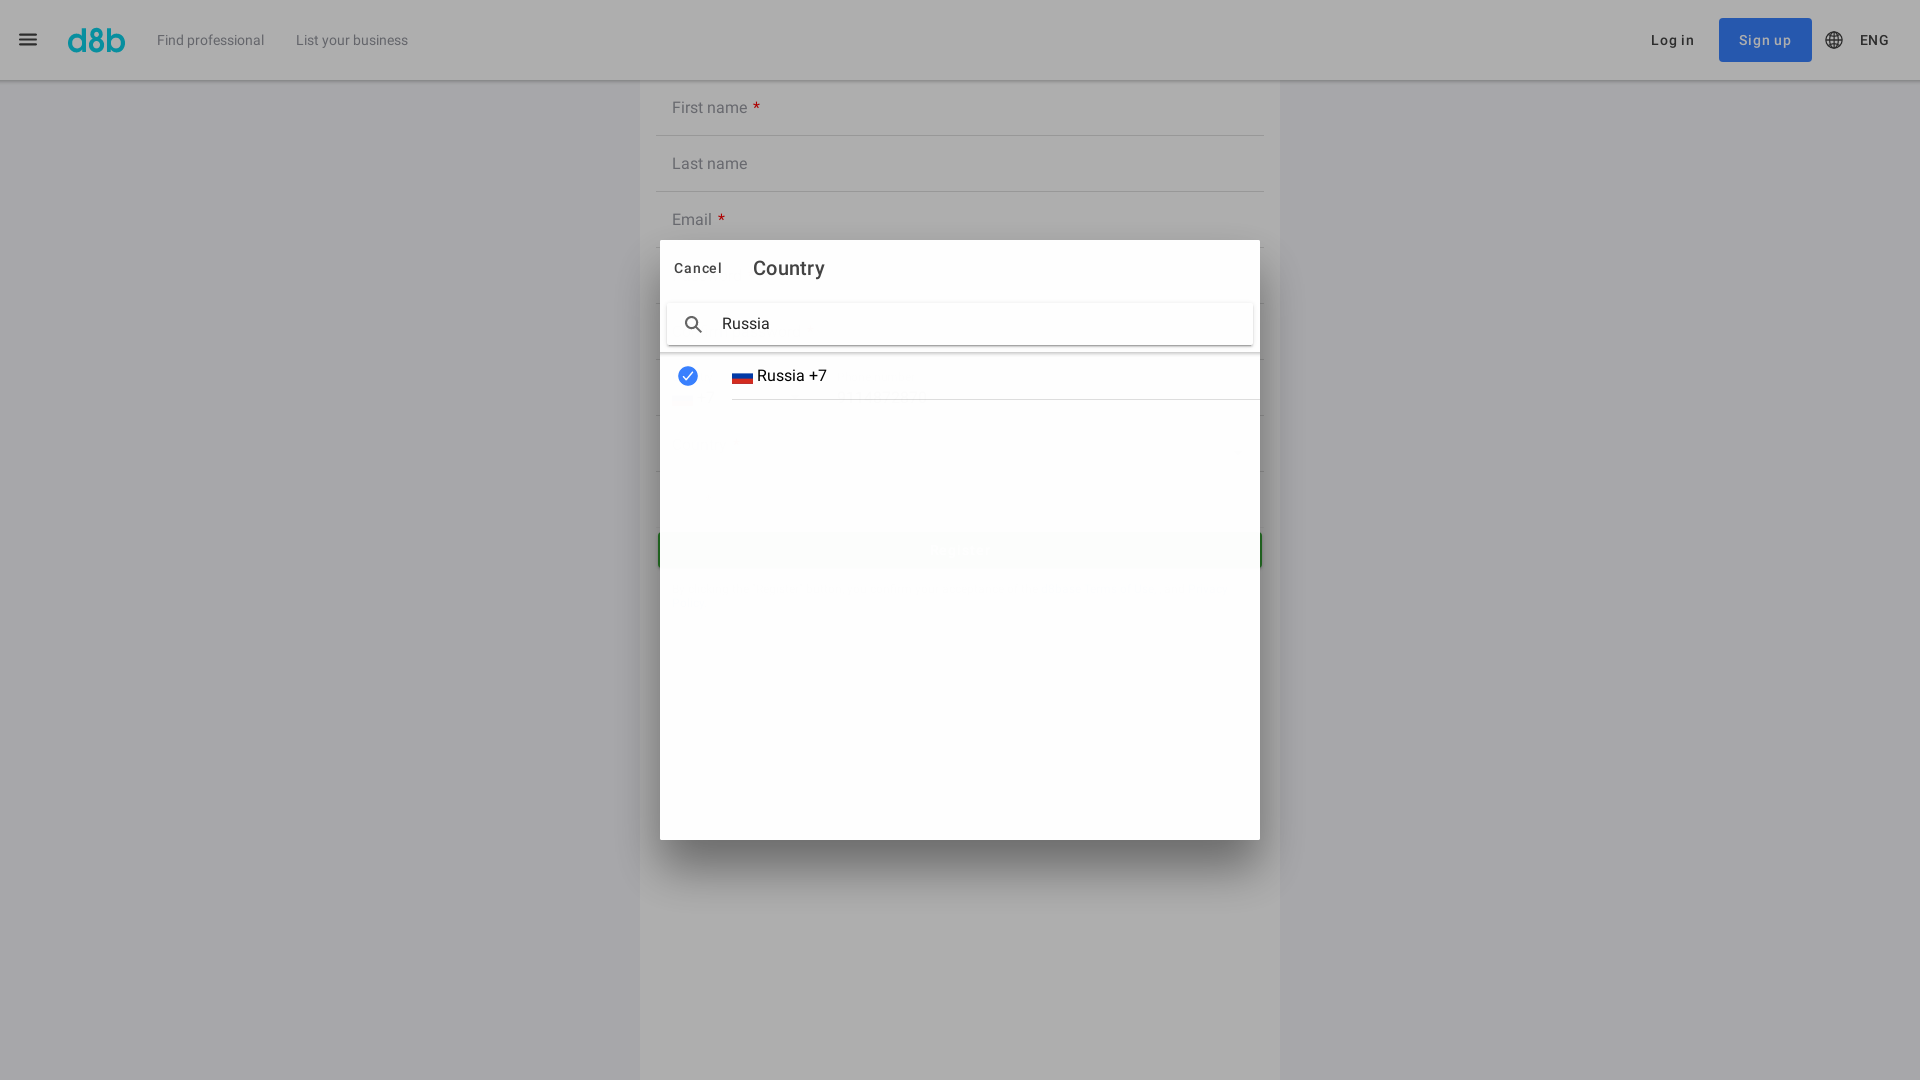 d8b Find professional List your business Log in Sign up ENG
First name *
Last name
Email *
Cancel Country
Russia
Russia +7